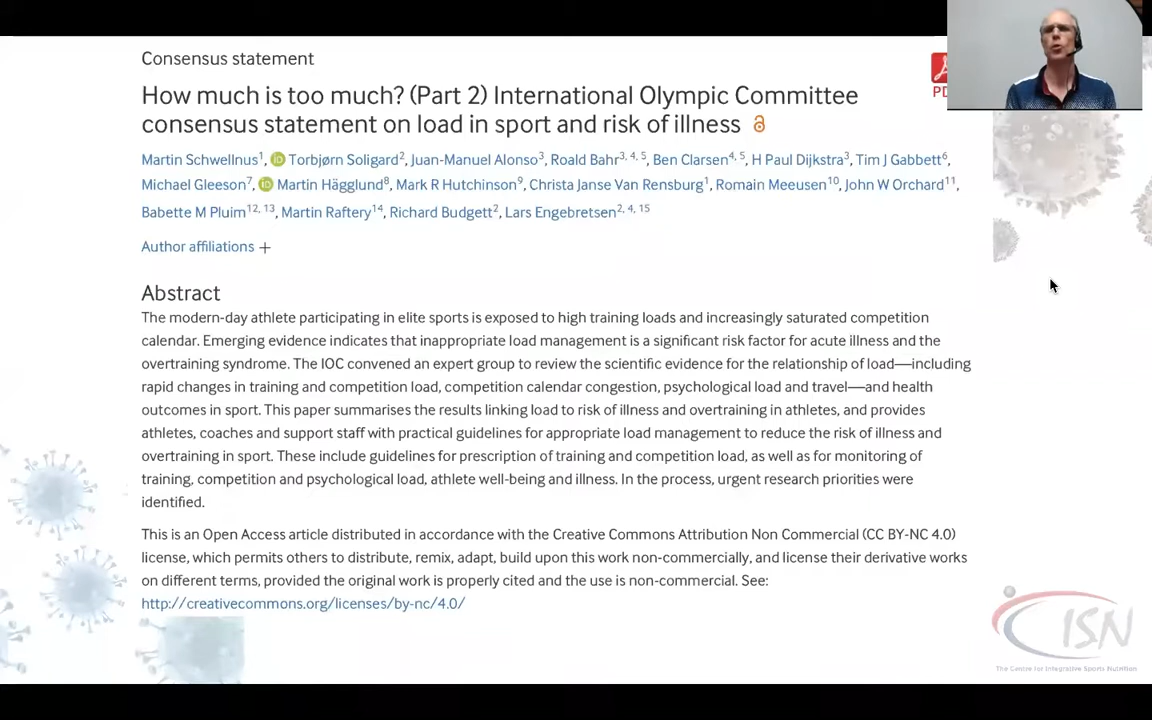 Consensus statement
How much is too much? (Part 2) International Olympic Committee
consensus statement on load in sport and risk of illness
PD
Martin Schwellnus1, Torbjørn Soligard2, Juan-Manuel Alonso3, Roald Bahr3, 4, 5, Ben Clarsen4, 5, H Paul Dijkstra3, Tim J Gabbett6,
Michael Gleeson7, Martin Hägglund8, Mark R Hutchinson9, Christa Janse Van Rensburg1, Romain Meeusen10, John W Orchard11,
Babette M Pluim12, 13, Martin Raftery14, Richard Budgett2, Lars Engebretsen2, 4, 15
Author affiliations +
Abstract
The modern-day athlete participating in elite sports is exposed to high training loads and increasingly saturated competition
calendar. Emerging evidence indicates that inappropriate load management is a significant risk factor for acute illness and the
overtraining syndrome. The IOC convened an expert group to review the scientific evidence for the relationship of load—including
rapid changes in training and competition load, competition calendar congestion, psychological load and travel—and health
outcomes in sport. This paper summarises the results linking load to risk of illness and overtraining in athletes, and provides
athletes, coaches and support staff with practical guidelines for appropriate load management to reduce the risk of illness and
overtraining in sport. These include guidelines for prescription of training and competition load, as well as for monitoring of
training, competition and psychological load, athlete well-being and illness. In the process, urgent research priorities were
identified.
This is an Open Access article distributed in accordance with the Creative Commons Attribution Non Commercial (CC BY-NC 4.0)
license, which permits others to distribute, remix, adapt, build upon this work non-commercially, and license their derivative works
on different terms, provided the original work is properly cited and the use is non-commercial. See:
http://creativecommons.org/licenses/by-nc/4.0/
ISN
The Centre for Integrative Sports Nutrition